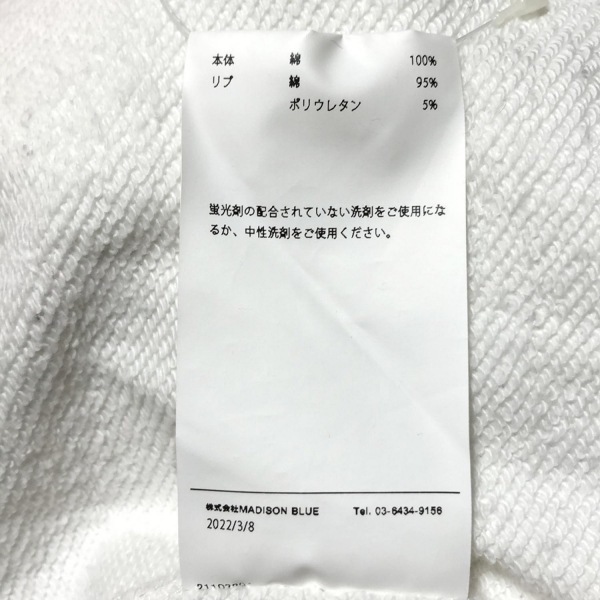 本体 綿 100%
リブ 綿 95%
ポリウレタン 5%
蛍光剤の配合されていない洗剤をご使用にな
るか、中性洗剤をご使用ください。
株式会社MADISON BLUE Tel. 03-6434-9156
2022/3/8